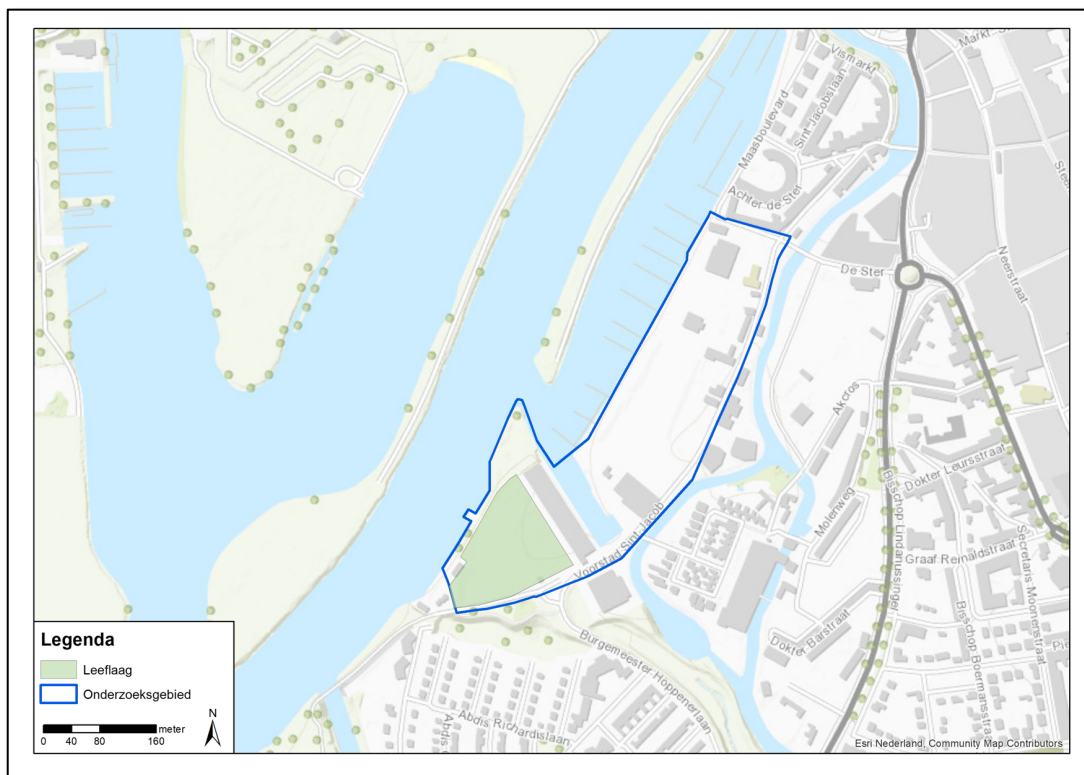 Markt
Vismarkt
Sint Jacobslaan
Maasboulevard
Achter de Ster
De Ster
Neerstraat
Akcros
Dokter Leursstraat
Molenweg
Bisschop Lindanussingel
Graaf Reinaldstraat
Secretaris Moonenstraat
Voorstad Sint Jacob
Dokter Barstraat
Bisschop Boermansstraat
Burgemeester Hoppenerlaan
Abdis Richardislaan
Abdis
Legenda
Leeflaag
Onderzoeksgebied
N
meter
0 40 80 160
Esri Nederland, Community Map Contributors